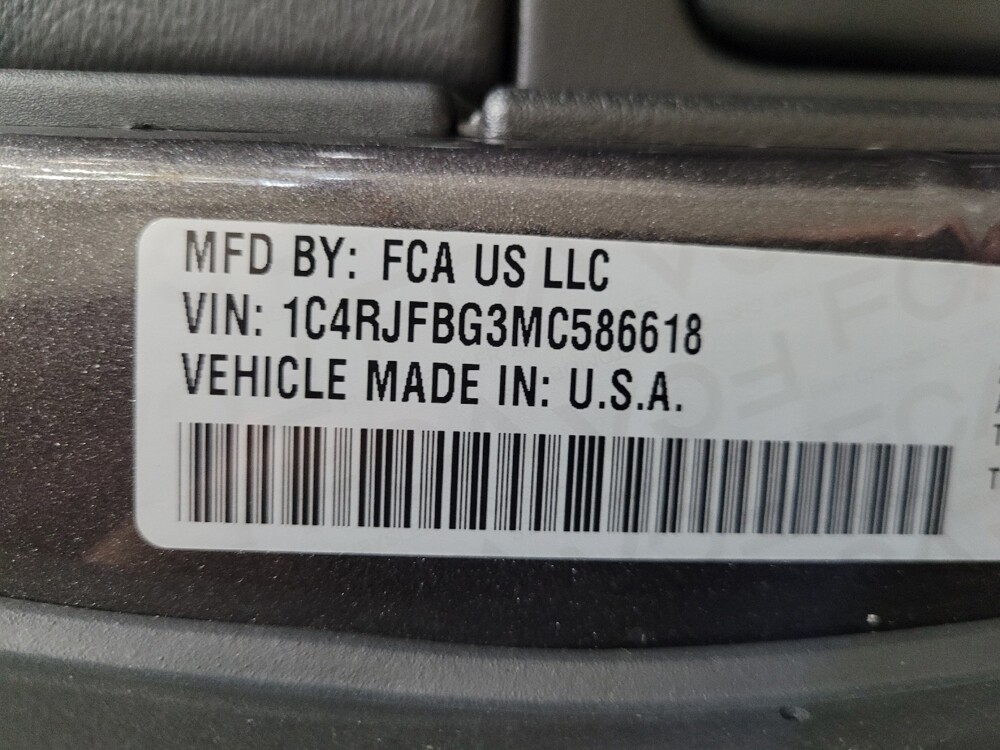 MFD BY: FCA US LLC
VIN: 1C4RJFBG3MC586618
VEHICLE MADE IN: U.S.A.